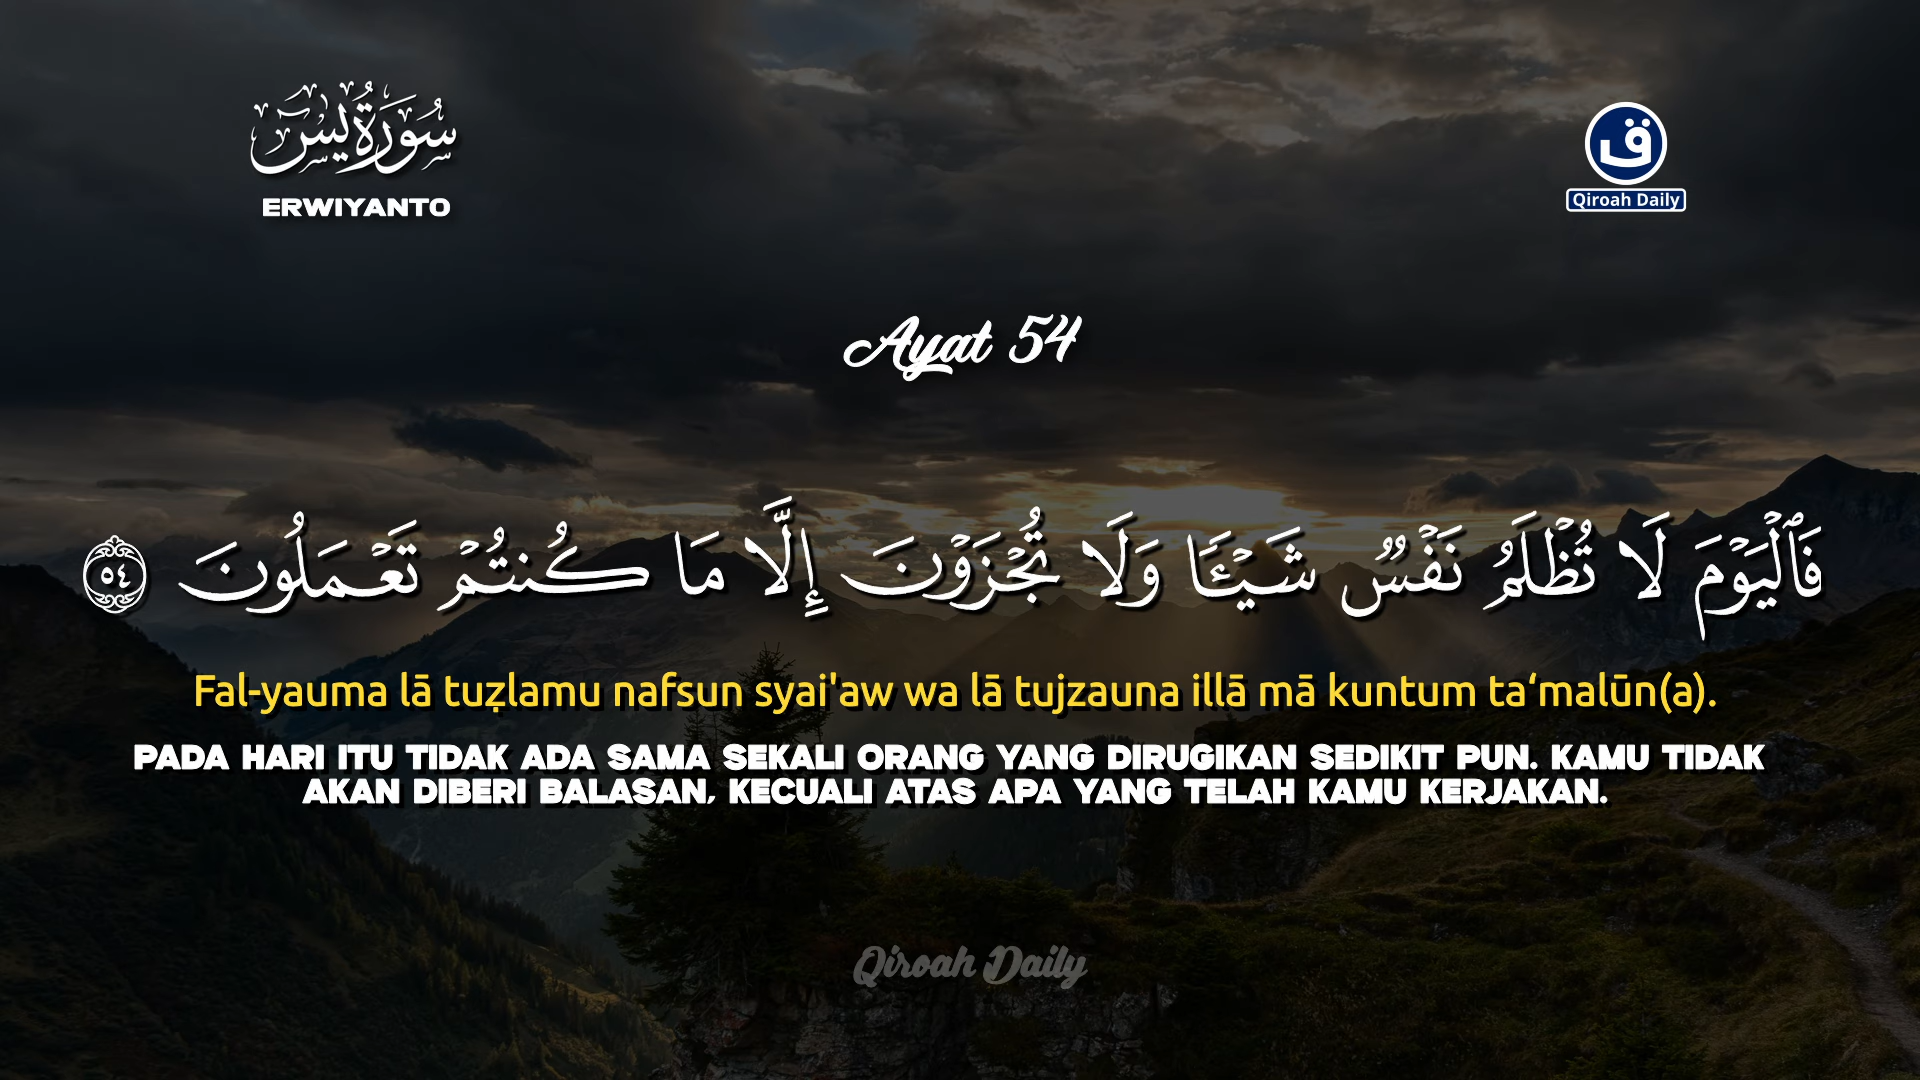 سُورَةُ يسٓ
ERWIYANTO
ق
Qiroah Daily
Ayat 54
فَٱلْيَوْمَ لَا تُظْلَمُ نَفْسٌ شَيْـًٔا وَلَا تُجْزَوْنَ إِلَّا مَا كُنتُمْ تَعْمَلُونَ ٥٤
Fal-yauma lā tuẓlamu nafsun syai'aw wa lā tujzauna illā mā kuntum ta‘malūn(a).
PADA HARI ITU TIDAK ADA SAMA SEKALI ORANG YANG DIRUGIKAN SEDIKIT PUN. KAMU TIDAK
AKAN DIBERI BALASAN, KECUALI ATAS APA YANG TELAH KAMU KERJAKAN.
Qiroah Daily